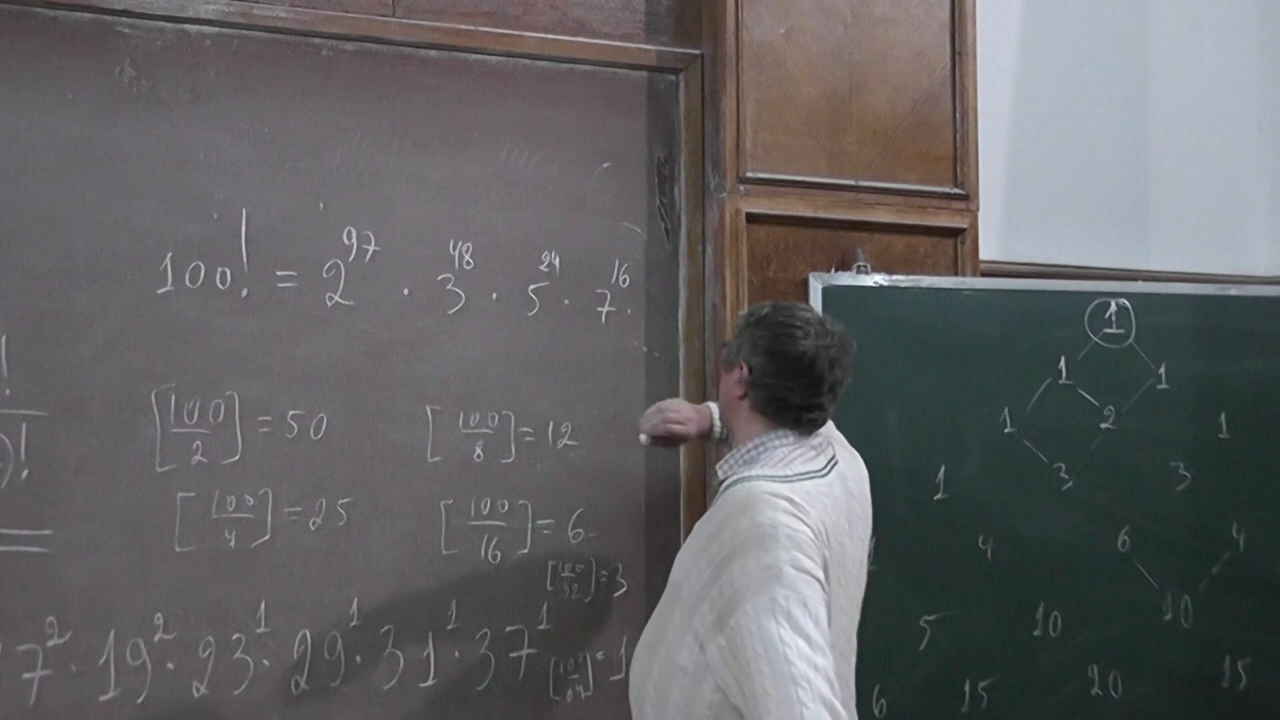 100! = 2^97 · 3^48 · 5^24 · 7^16 ·
[100/2] = 50
[100/8] = 12
[100/4] = 25
[100/16] = 6
[100/32] = 3
7^2 · 19^2 · 23^1 · 29^1 · 31^1 · 37^1
[100/64] = 1
!
)!
1
1 1
1 2 1
1 3 3
4 6 4
5 10 10
6 15 20 15